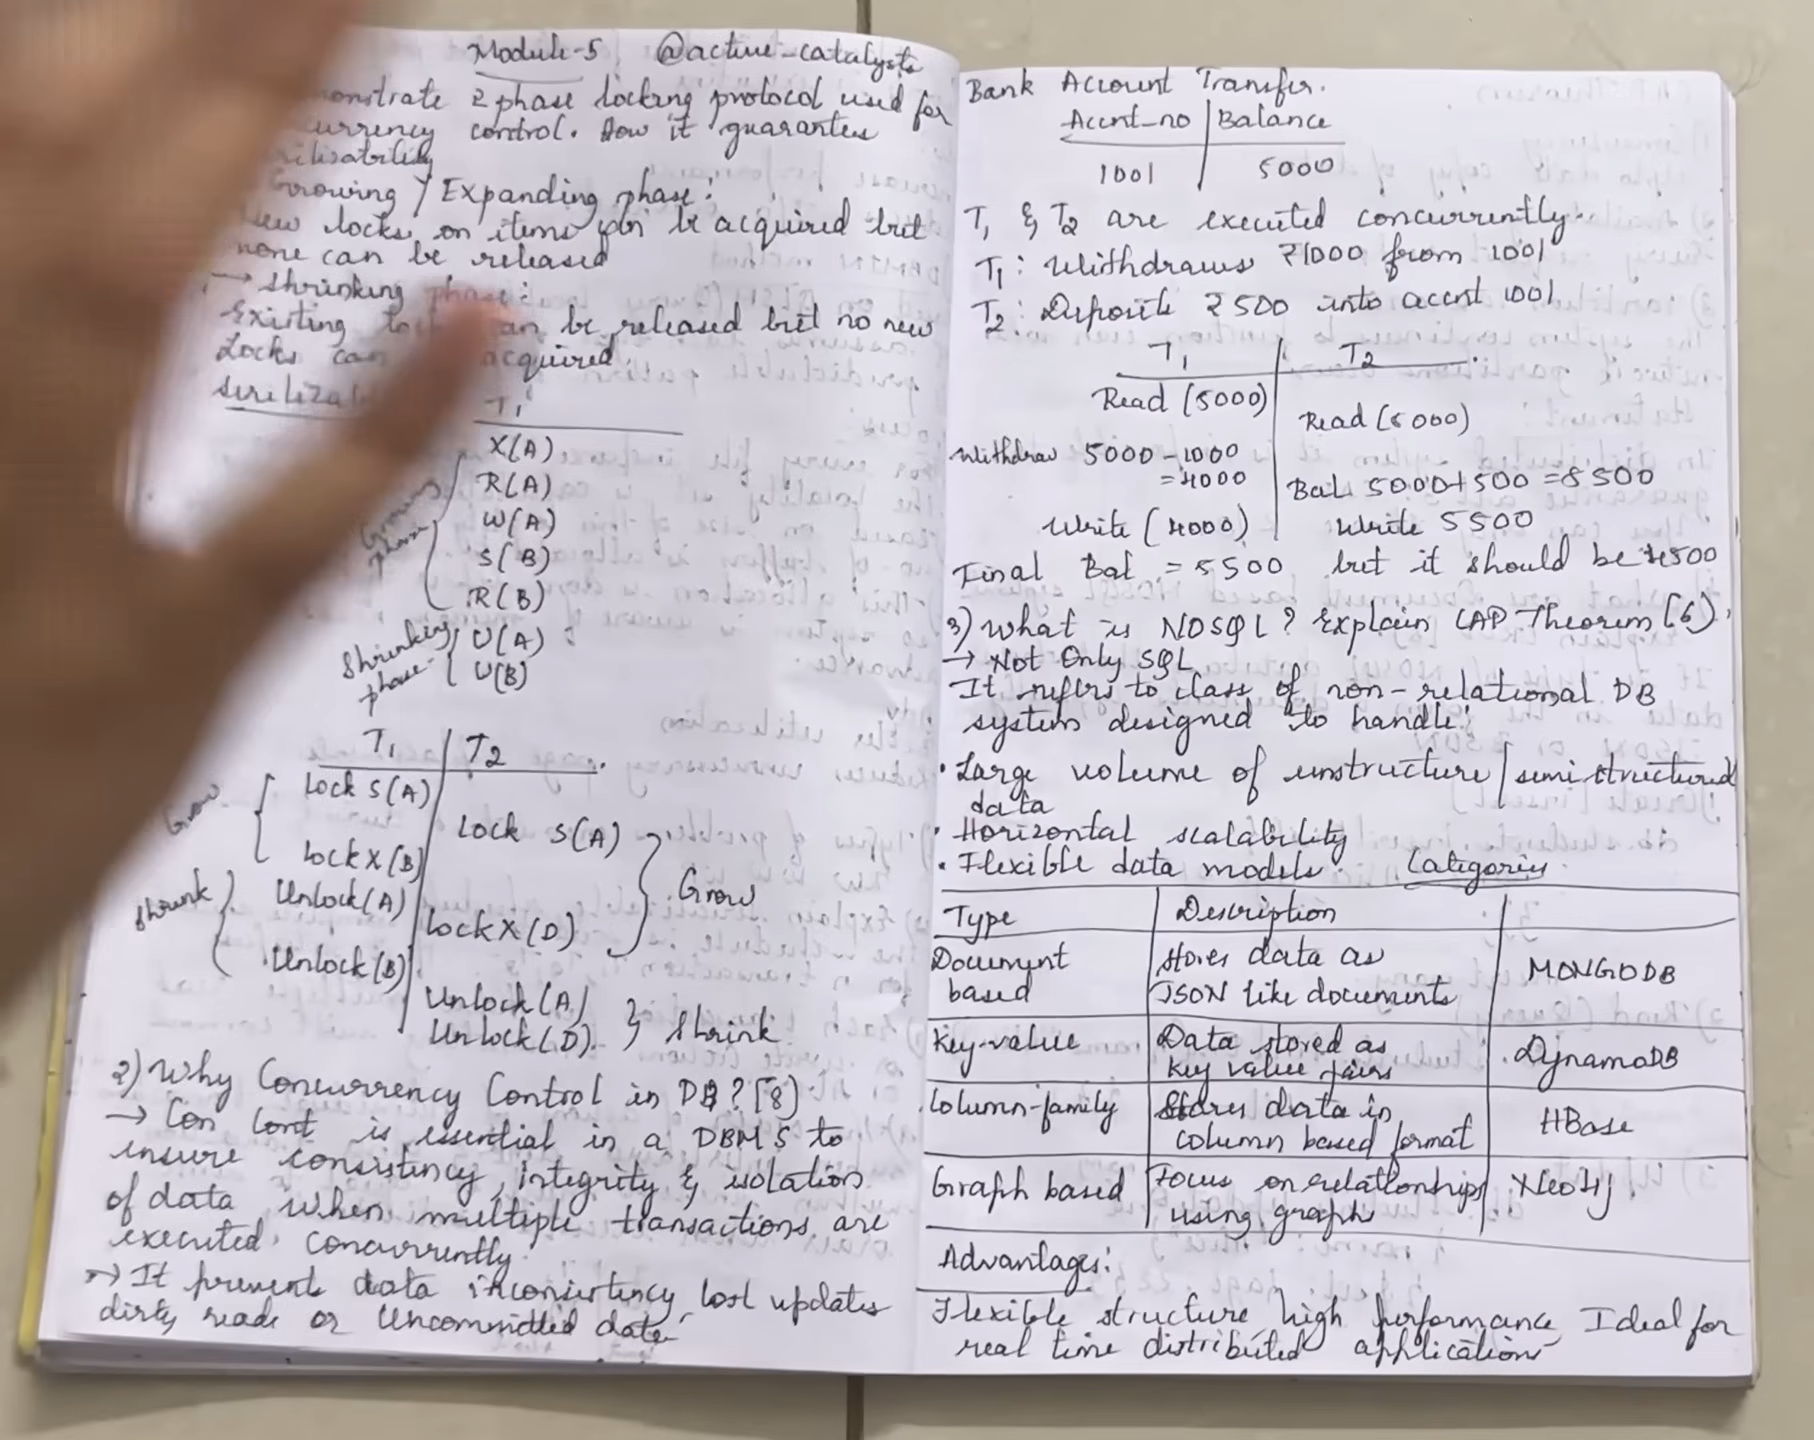 Module-5 @active-catalysts
2 phase locking protocol used for
control. How it guarantees
Growing / Expanding phase:
New locks on items can be acquired but
none can be released
→ Shrinking phase:
Existing can be released but no new
Locks can acquired
T1
X(A)
R(A)
W(A)
S(B)
R(B)
Growing phase
U(A)
U(B)
Shrinking phase
T1 | T2
Lock S(A)
Lock S(A)
Lock X(B)
Grow
Unlock(A)
Lock X(D)
Grow
Unlock(B)
Shrink
Unlock(A)
Unlock(D)
Shrink
2) Why Concurrency Control in DB? [8)
→ Con Cont is essential in a DBMS to
ensure consistency, integrity & isolation
of data when multiple transactions are
executed concurrently.
→ It prevents data inconsistency lost updates
dirty reads or Uncommitted data
Bank Account Transfer.
Accnt-no | Balance
1001 | 5000
T1 & T2 are executed concurrently.
T1: Withdraws ₹1000 from 1001
T2: Deposits ₹500 into accnt 1001
T1 | T2
Read (5000)
Read (5000)
Withdraw 5000-1000
=4000
Bal 5000+500 =5500
Write (4000) | Write 5500
Final Bal = 5500 but it should be 4500
3) What is NOSQL? Explain CAP Theorem [6)
→ Not Only SQL
It refers to class of non-relational DB
system designed to handle:
• Large volume of unstructure / semi structured
data
• Horizontal scalability
• Flexible data models. Categories
Type | Description
Document based | Stores data as JSON like documents | MONGODB
Key-value | Data stored as key value pairs | DynamoDB
Column-family | Stores data in column based format | HBase
Graph based | Focus on relationships using graphs | Neo4j
Advantages:
Flexible structure, high performance, Ideal for
real time distributed applications